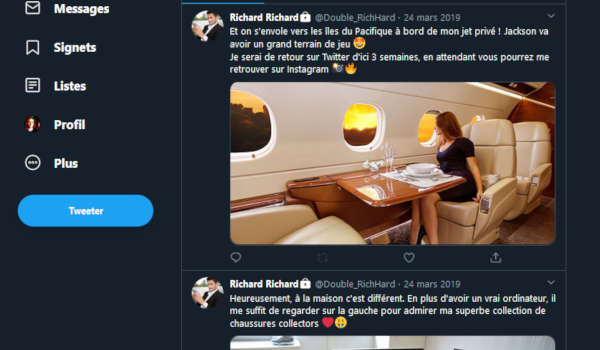 Messages
Signets
Listes
Profil
Plus
Tweeter
Richard Richard @Double_RichHard · 24 mars 2019
Et on s'envole vers les îles du Pacifique à bord de mon jet privé ! Jackson va
avoir un grand terrain de jeu 🤩
Je serai de retour sur Twitter d'ici 3 semaines, en attendant vous pourrez me
retrouver sur Instagram 📸🔥
Richard Richard @Double_RichHard · 24 mars 2019
Heureusement, à la maison c'est différent. En plus d'avoir un vrai ordinateur, il
me suffit de regarder sur la gauche pour admirer ma superbe collection de
chaussures collectors